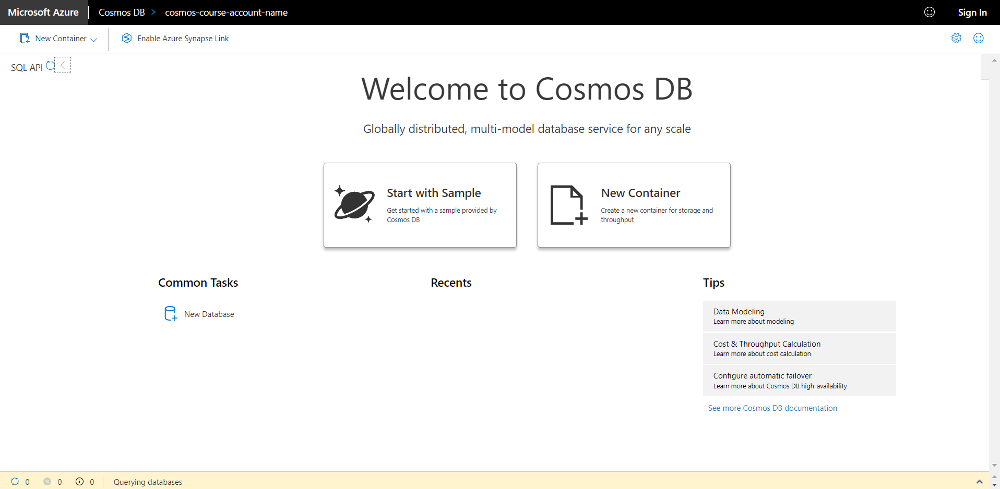 Microsoft Azure
Cosmos DB > cosmos-course-account-name
Sign In
New Container
Enable Azure Synapse Link
SQL API
Welcome to Cosmos DB
Globally distributed, multi-model database service for any scale
Start with Sample
Get started with a sample provided by
Cosmos DB
New Container
Create a new container for storage and
throughput
Common Tasks
New Database
Recents
Tips
Data Modeling
Learn more about modeling
Cost & Throughput Calculation
Learn more about cost calculation
Configure automatic failover
Learn more about Cosmos DB high-availability
See more Cosmos DB documentation
0 0 0 Querying databases